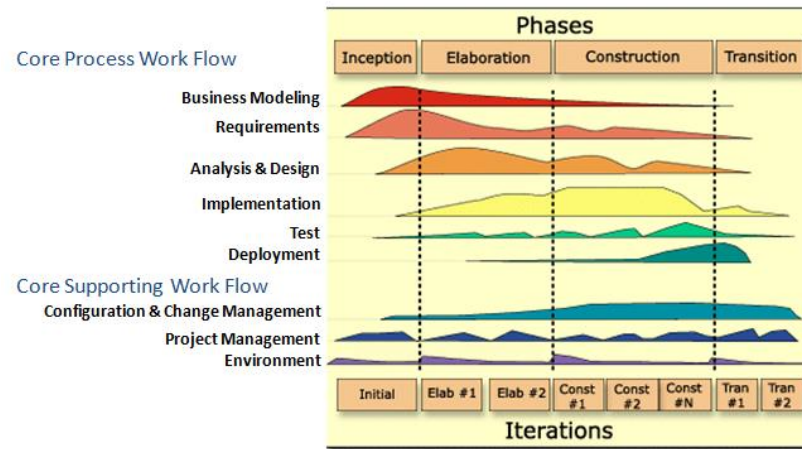 Phases
Core Process Work Flow
Inception Elaboration Construction Transition
Business Modeling
Requirements
Analysis & Design
Implementation
Test
Deployment
Core Supporting Work Flow
Configuration & Change Management
Project Management
Environment
Initial Elab #1 Elab #2 Const #1 Const #2 Const #N Tran #1 Tran #2
Iterations